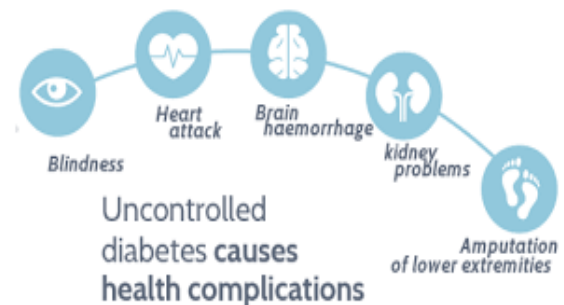 Blindness
Heart
attack
Brain
haemorrhage
kidney
problems
Amputation
of lower extremities
Uncontrolled
diabetes causes
health complications